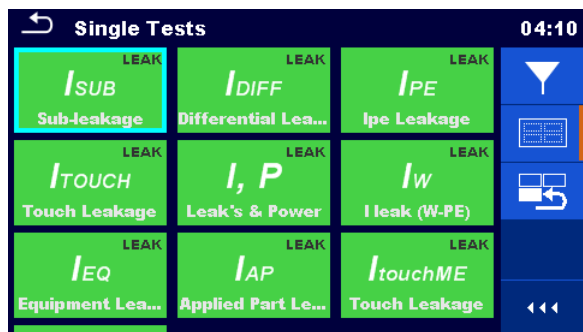 Single Tests 04:10
LEAK LEAK LEAK
ISUB IDIFF IPE
Sub-leakage Differential Lea... Ipe Leakage
LEAK LEAK LEAK
ITOUCH I, P IW
Touch Leakage Leak's & Power I leak (W-PE)
LEAK LEAK LEAK
IEQ IAP ItouchME
Equipment Lea... Applied Part Le... Touch Leakage